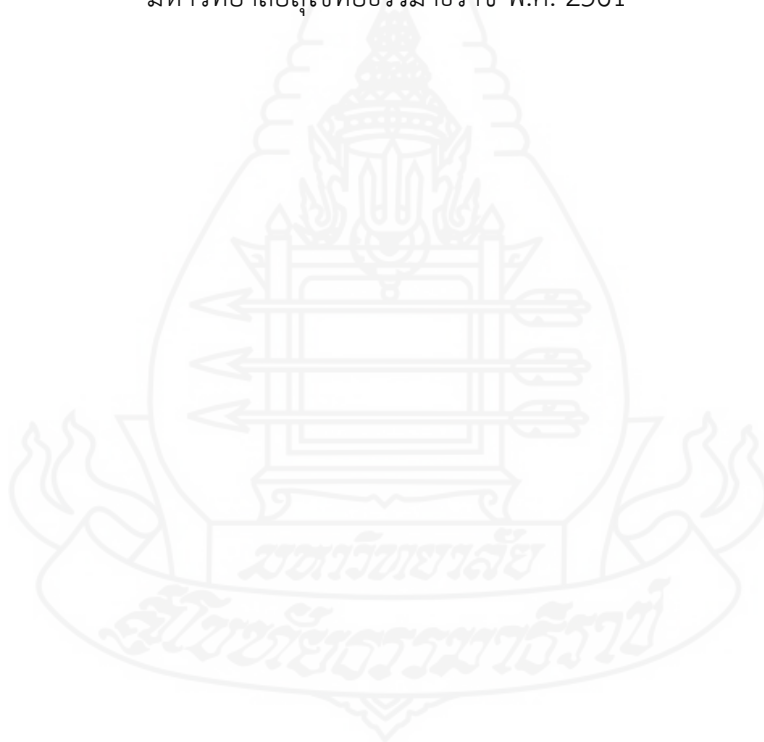 มหาวิทยาลัยสุโขทัยธรรมาธิราช พ.ศ. 2561
มหาวิทยาลัย
สุโขทัยธรรมาธิราช